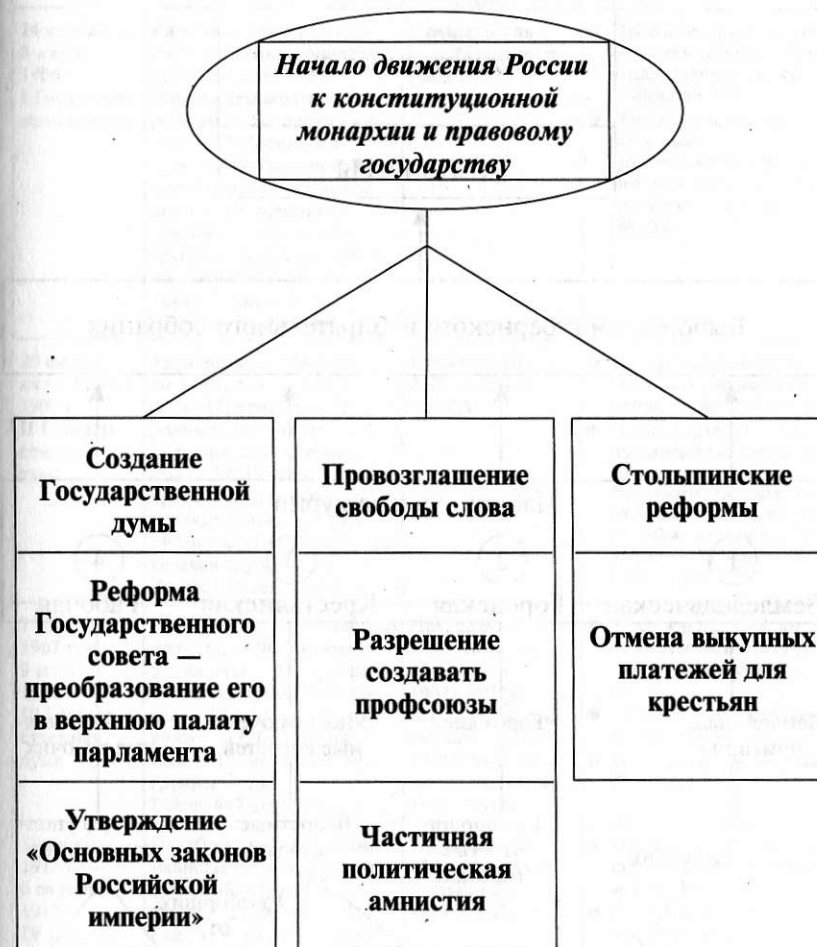 Начало движения России
к конституционной
монархии и правовому
государству
Создание
Государственной
думы
Реформа
Государственного
совета —
преобразование его
в верхнюю палату
парламента
Утверждение
«Основных законов
Российской
империи»
Провозглашение
свободы слова
Разрешение
создавать
профсоюзы
Частичная
политическая
амнистия
Столыпинские
реформы
Отмена выкупных
платежей для
крестьян